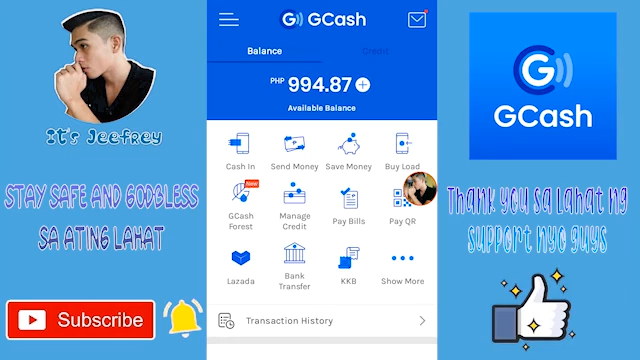 It's Jeefrey
STAY SAFE AND GODBLESS
SA ATING LAHAT
Subscribe
GCash
Balance
Credit
PHP 994.87
Available Balance
Cash In
Send Money
Save Money
Buy Load
New
GCash
Forest
Manage
Credit
Pay Bills
Pay QR
Lazada
Bank
Transfer
KKB
Show More
Transaction History
GCash
Thank you sa lahat ng
support nyo guys